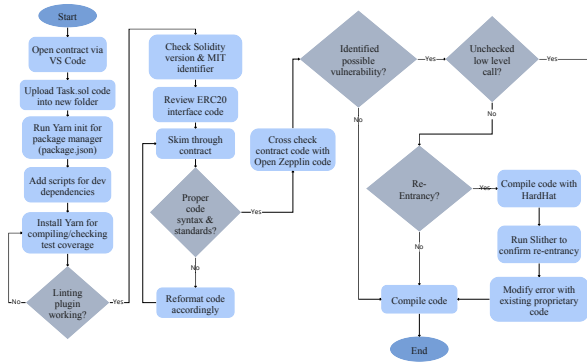 Start
Open contract via
VS Code
Upload Task.sol code
into new folder
Run Yarn init for
package manager
(package.json)
Add scripts for dev
dependencies
Install Yarn for
compiling/checking
test coverage
Linting
plugin
working?
No
Yes
Check Solidity
version & MIT
identifier
Review ERC20
interface code
Skim through
contract
Proper
code
syntax &
standards?
Yes
No
Reformat code
accordingly
Cross check
contract code with
Open Zepplin code
Identified
possible
vulnerability?
Yes
No
Unchecked
low level
call?
Yes
No
Re-
Entrancy?
Yes
No
Compile code with
HardHat
Run Slither to
confirm re-entrancy
Modify error with
existing proprietary
code
Compile code
End